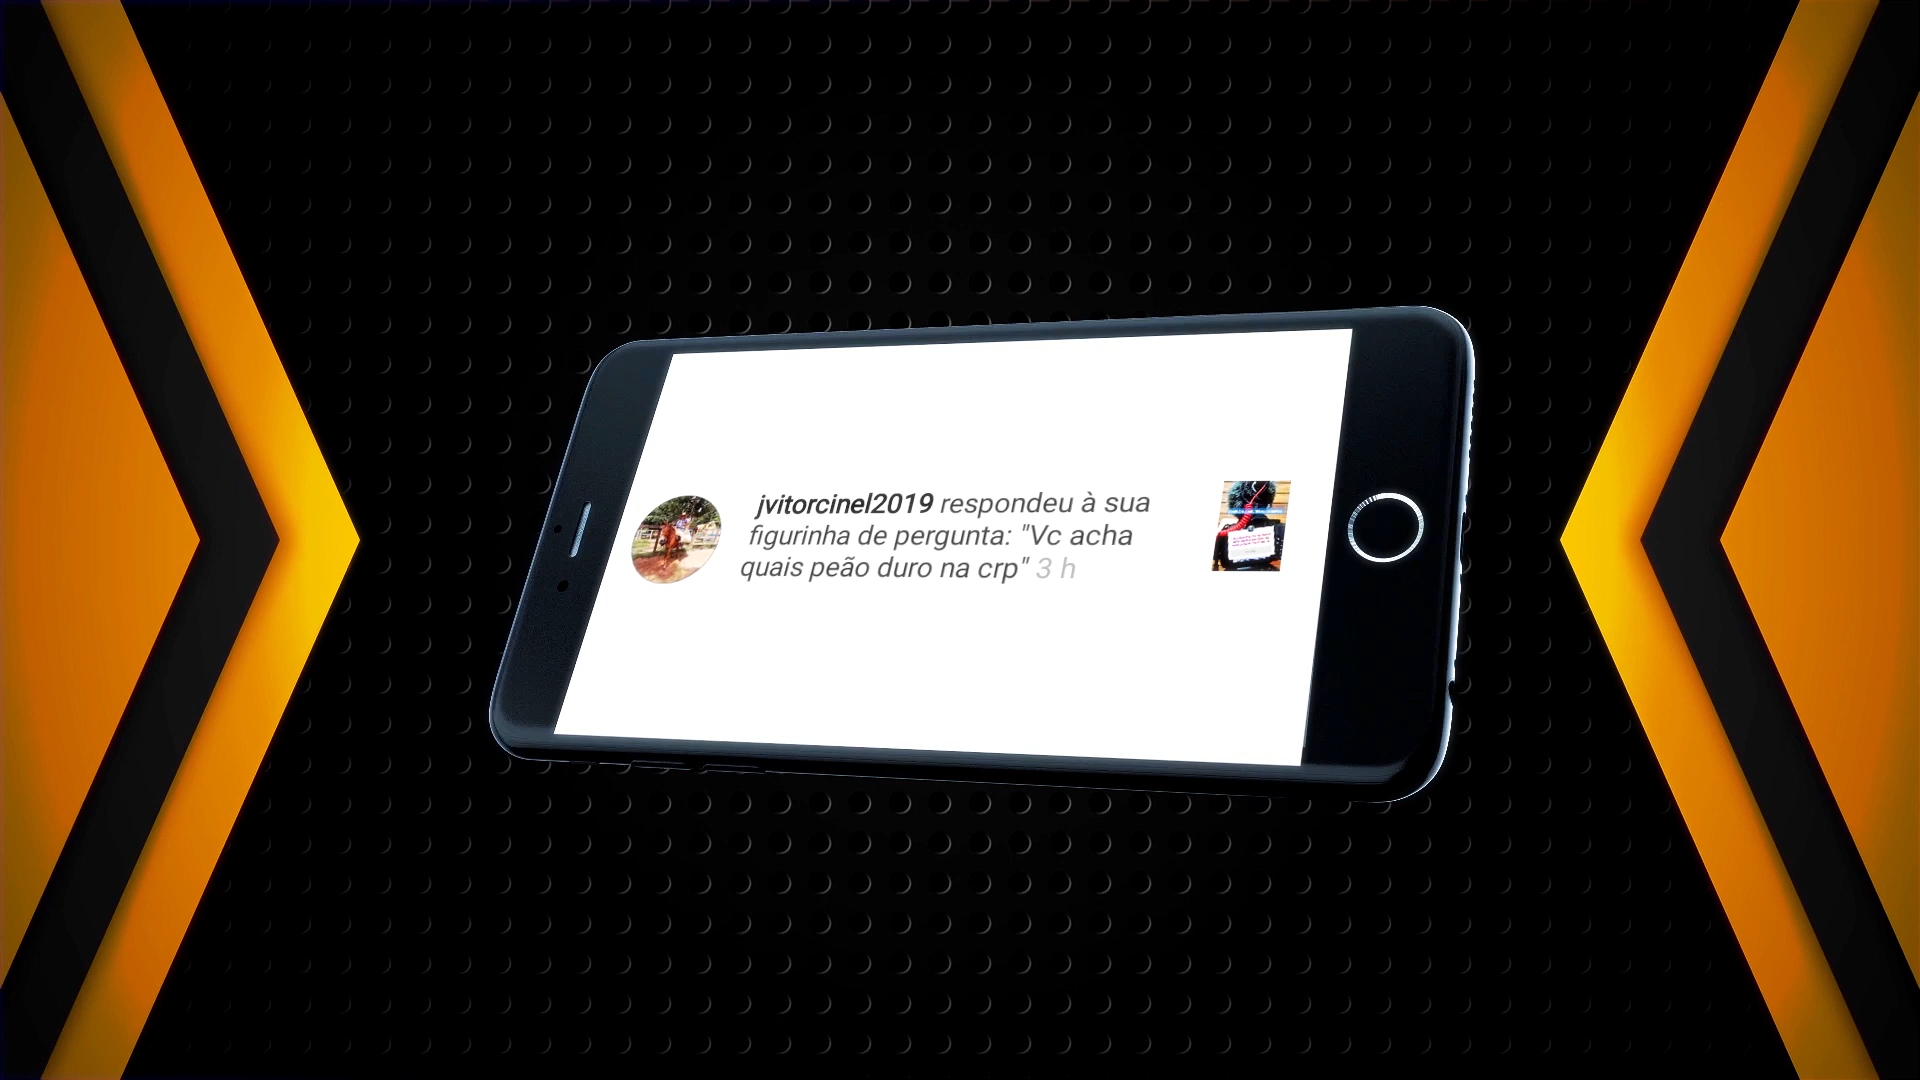 jvitorcinel2019 respondeu à sua
figurinha de pergunta: "Vc acha
quais peão duro na crp" 3 h